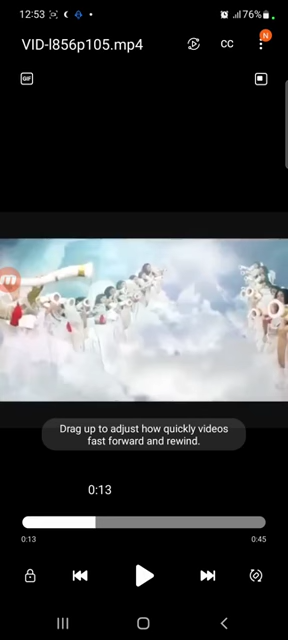 12:53
76%
VID-I856p105.mp4
CC
N
GIF
Drag up to adjust how quickly videos
fast forward and rewind.
0:13
0:13
0:45